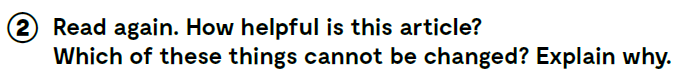 2 Read again. How helpful is this article?
Which of these things cannot be changed? Explain why.